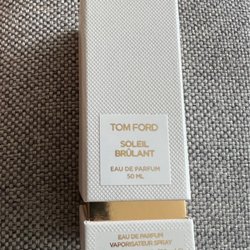 TOM FORD
SOLEIL
BRÛLANT
EAU DE PARFUM
50 ML
EAU DE PARFUM
VAPORISATEUR SPRAY